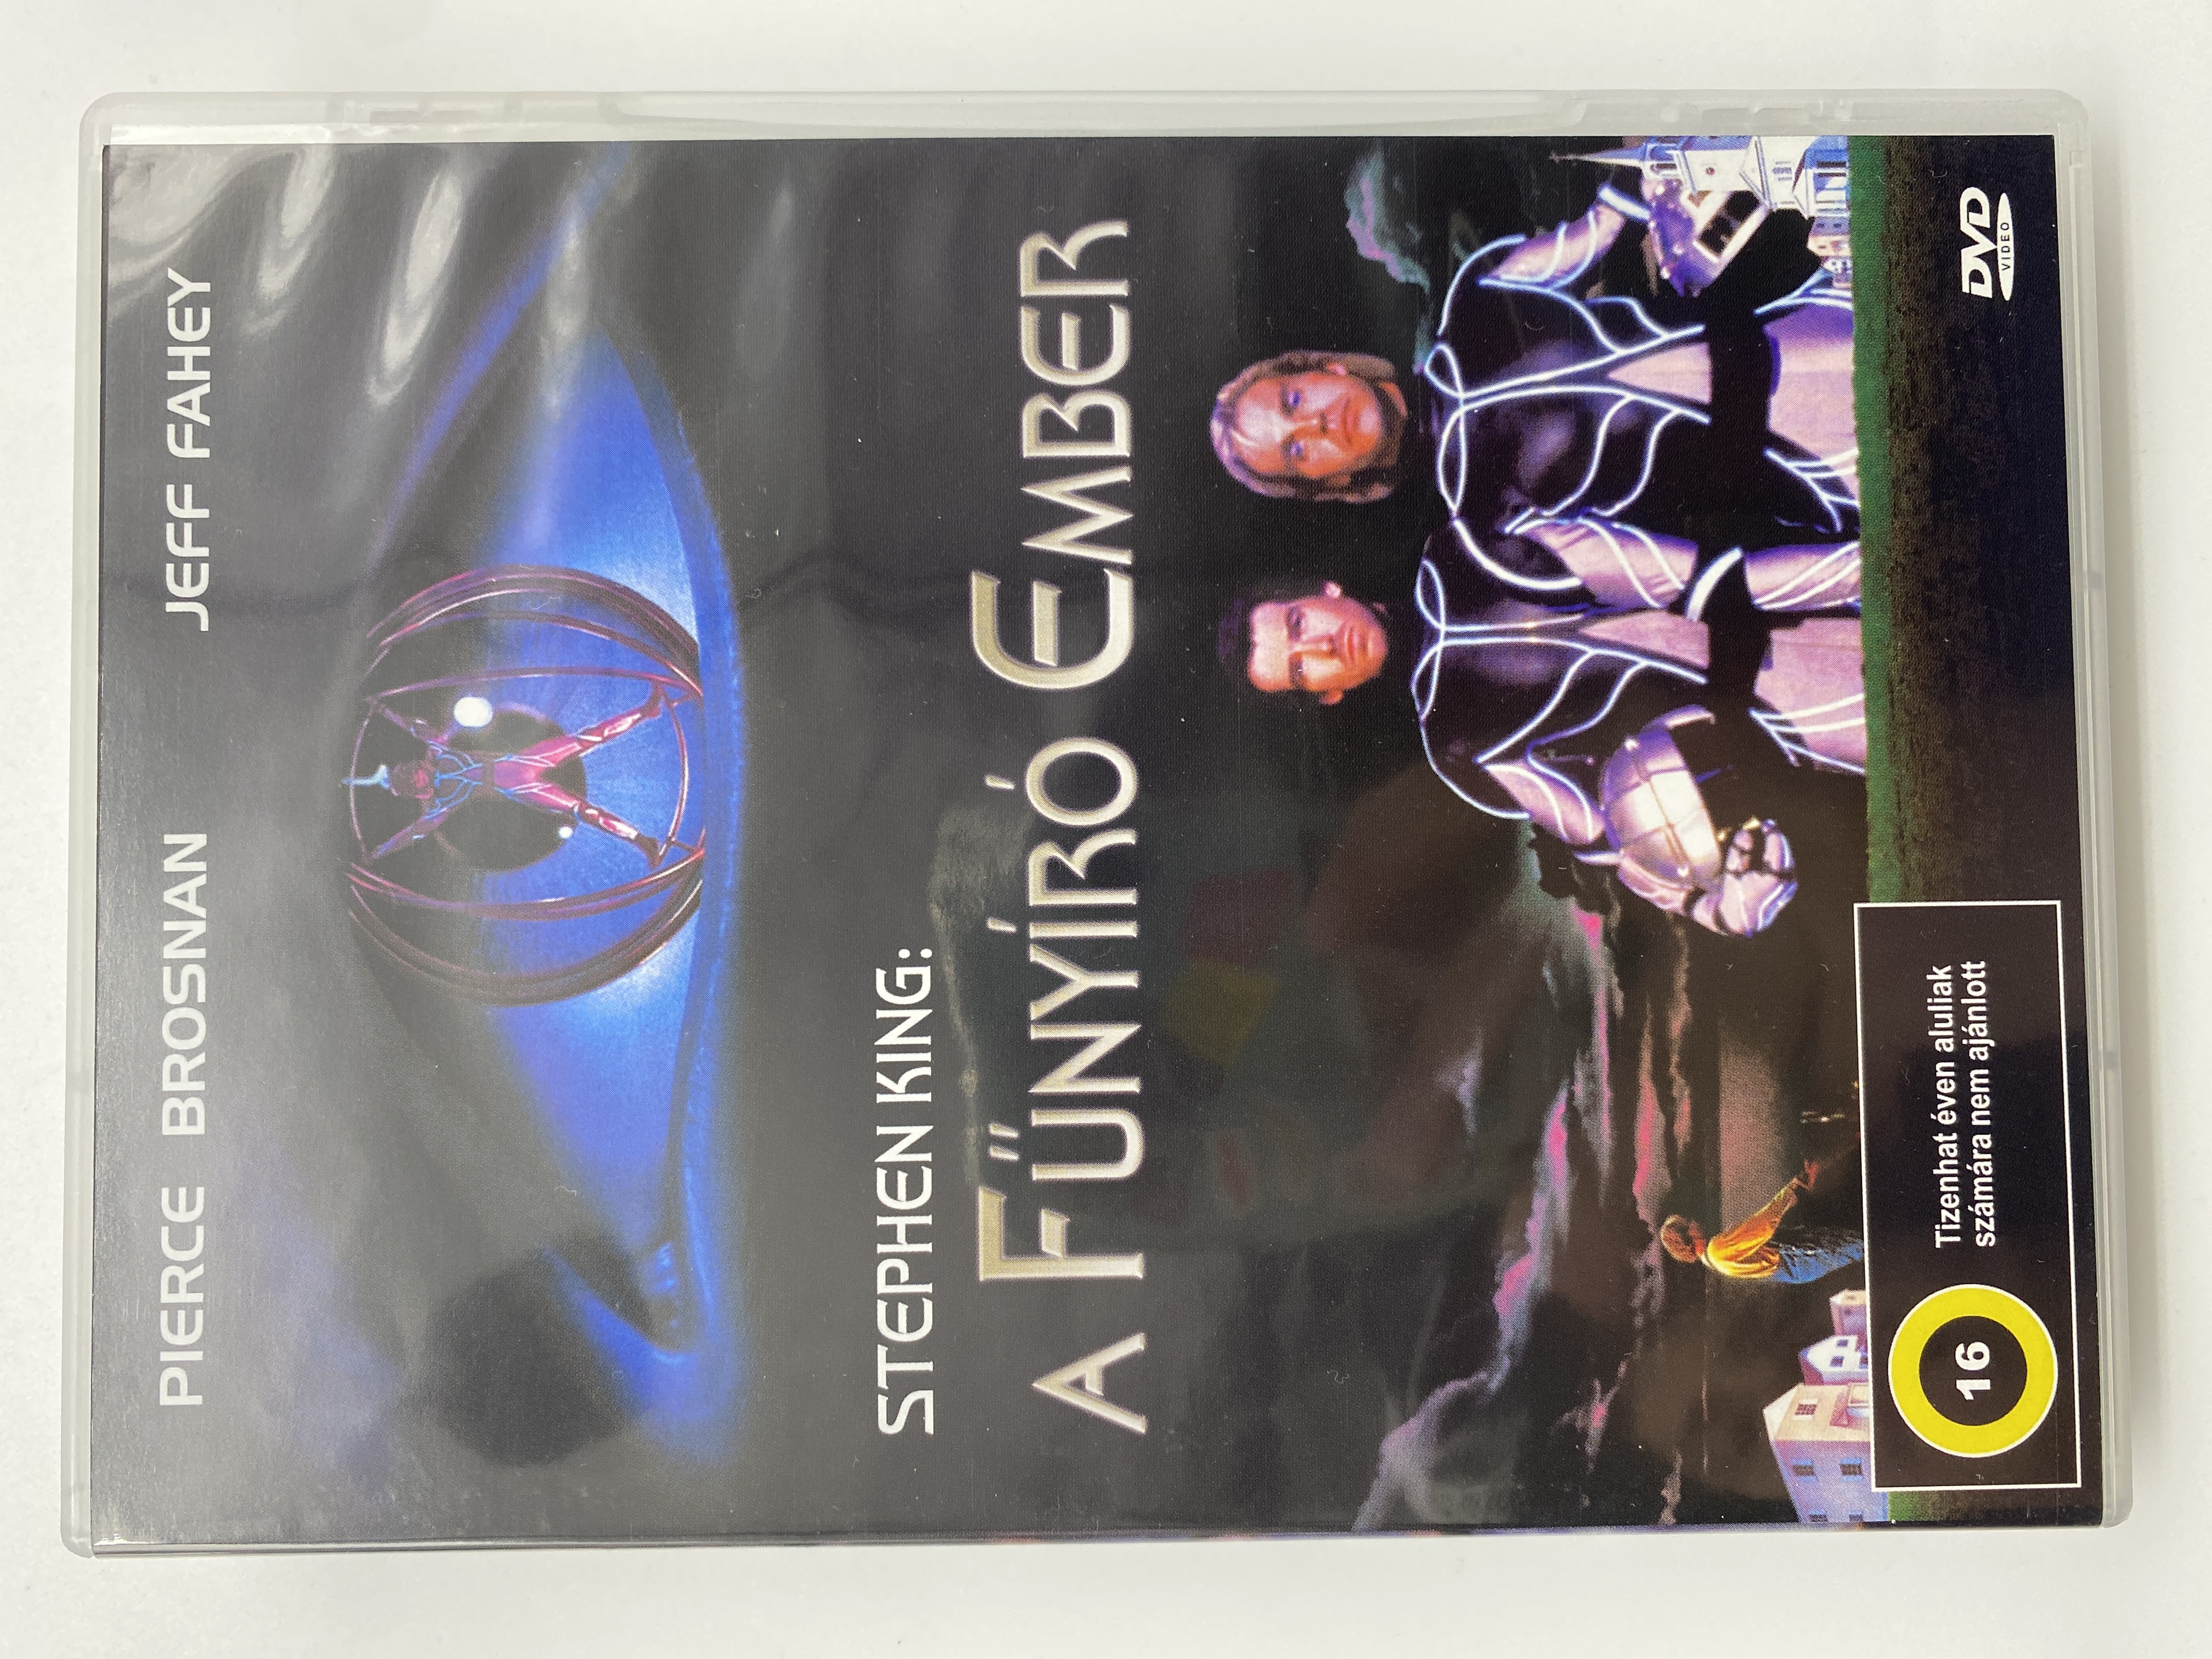 PIERCE BROSNAN JEFF FAHEY
STEPHEN KING:
A FŰNYÍRÓ EMBER
16
Tizenhat éven aluliak
számára nem ajánlott
DVD
VIDEO